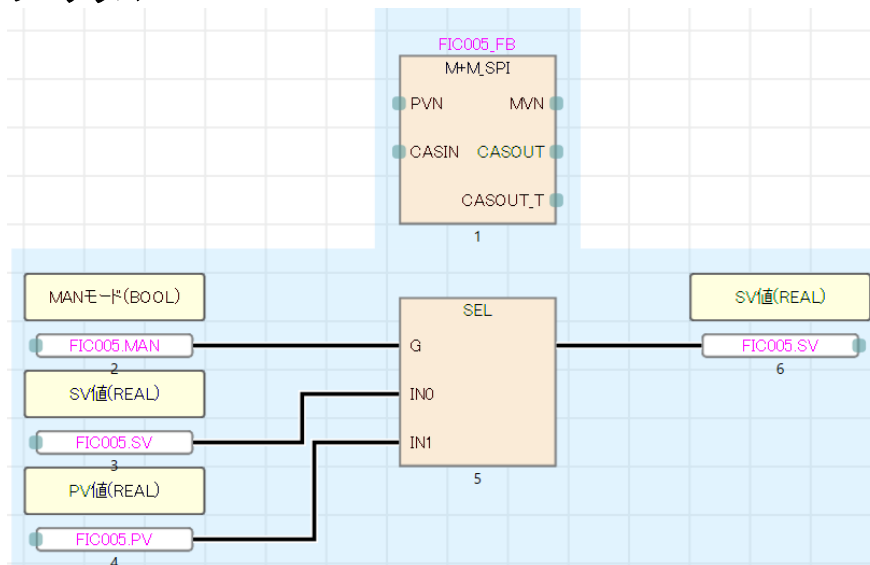 FIC005_FB
M+M_SPI
PVN
MVN
CASIN
CASOUT
CASOUT_T
1
MANモード(BOOL)
SV値(REAL)
SEL
FIC005.MAN
G
FIC005.SV
2
6
SV値(REAL)
IN0
FIC005.SV
IN1
3
5
PV値(REAL)
FIC005.PV
4